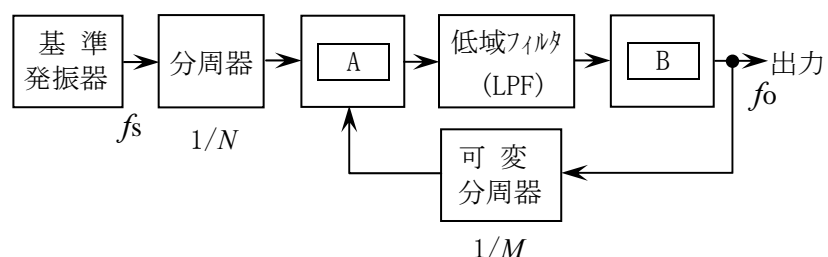 基 準
発振器
分周器
A
低域フィルタ
(LPF)
B
出力
fs
1/N
fo
可 変
分周器
1/M